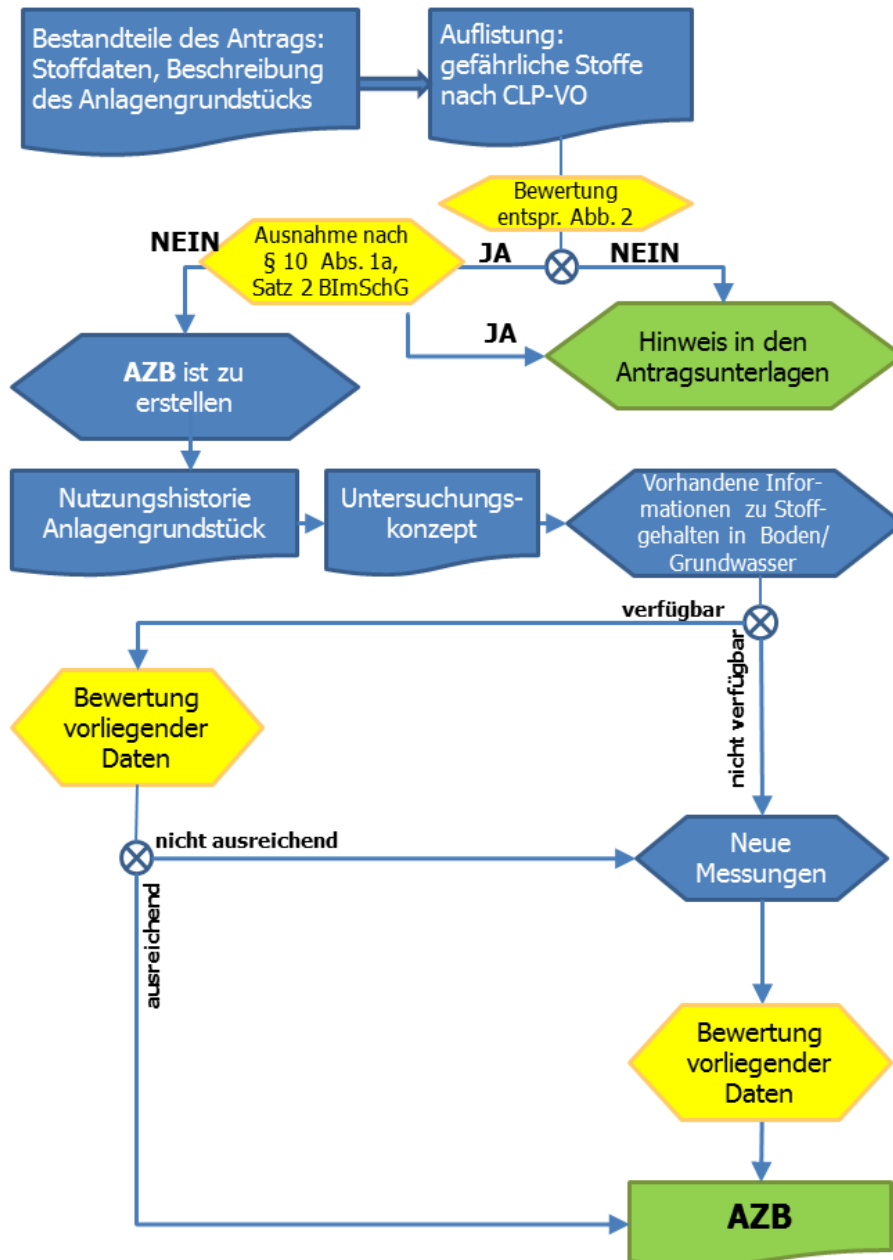 Bestandteile des Antrags:
Stoffdaten, Beschreibung
des Anlagengrundstücks
Auflistung:
gefährliche Stoffe
nach CLP-VO
Bewertung
entspr. Abb. 2
NEIN
Ausnahme nach
§ 10 Abs. 1a,
Satz 2 BImSchG
JA
NEIN
JA
Hinweis in den
Antragsunterlagen
AZB ist zu
erstellen
Nutzungshistorie
Anlagengrundstück
Untersuchungs-
konzept
Vorhandene Infor-
mationen zu Stoff-
gehalten in Boden/
Grundwasser
verfügbar
nicht verfügbar
Bewertung
vorliegender
Daten
nicht ausreichend
ausreichend
Neue
Messungen
Bewertung
vorliegender
Daten
AZB